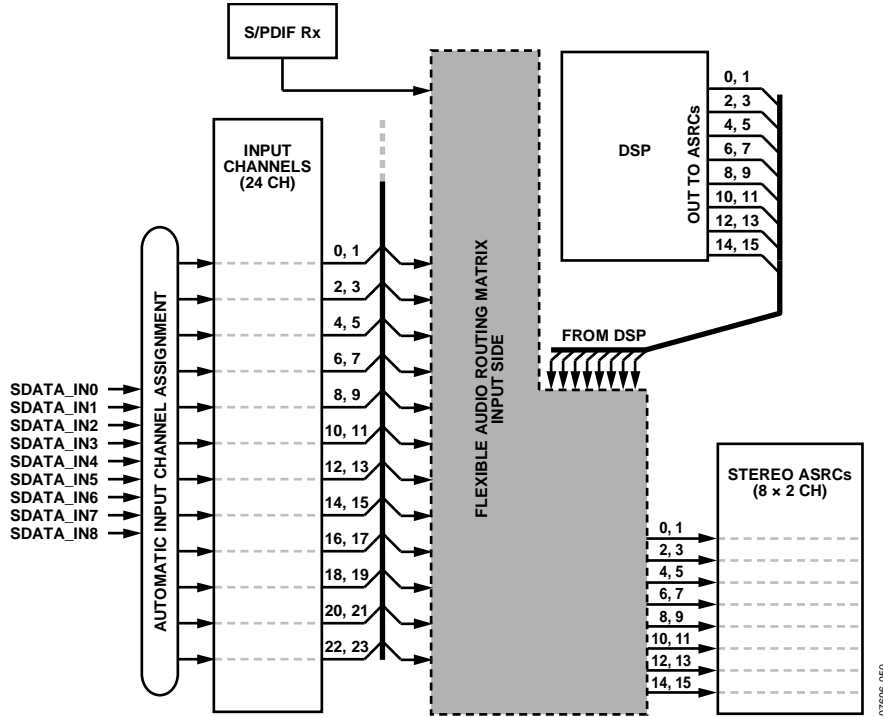 S/PDIF Rx
INPUT
CHANNELS
(24 CH)
AUTOMATIC INPUT CHANNEL ASSIGNMENT
SDATA_IN0
SDATA_IN1
SDATA_IN2
SDATA_IN3
SDATA_IN4
SDATA_IN5
SDATA_IN6
SDATA_IN7
SDATA_IN8
0, 1
2, 3
4, 5
6, 7
8, 9
10, 11
12, 13
14, 15
16, 17
18, 19
20, 21
22, 23
FLEXIBLE AUDIO ROUTING MATRIX
INPUT SIDE
DSP
OUT TO ASRCs
0, 1
2, 3
4, 5
6, 7
8, 9
10, 11
12, 13
14, 15
FROM DSP
0, 1
2, 3
4, 5
6, 7
8, 9
10, 11
12, 13
14, 15
STEREO ASRCs
(8 × 2 CH)
07696-059